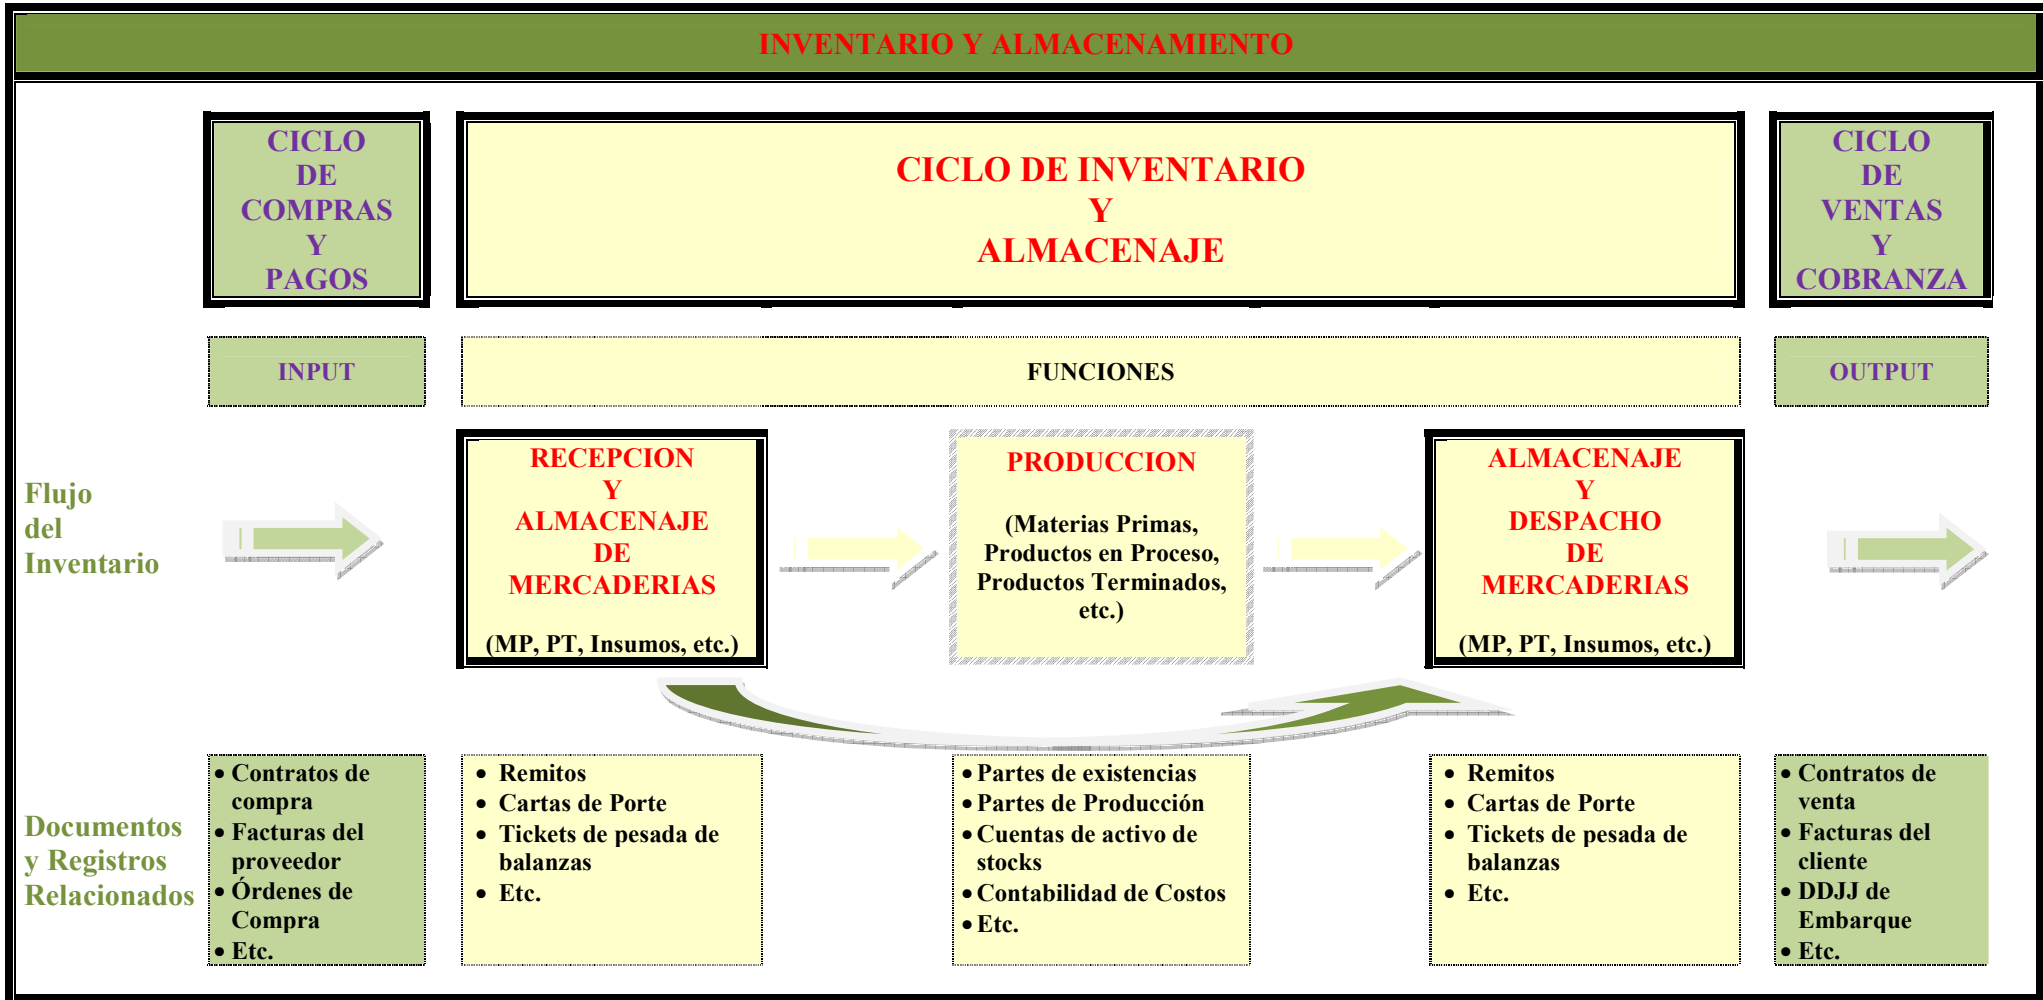 INVENTARIO Y ALMACENAMIENTO
CICLO
DE
COMPRAS
Y
PAGOS
CICLO DE INVENTARIO
Y
ALMACENAJE
CICLO
DE
VENTAS
Y
COBRANZA
INPUT
FUNCIONES
OUTPUT
Flujo
del
Inventario
RECEPCION
Y
ALMACENAJE
DE
MERCADERIAS
(MP, PT, Insumos, etc.)
PRODUCCION
(Materias Primas,
Productos en Proceso,
Productos Terminados,
etc.)
ALMACENAJE
Y
DESPACHO
DE
MERCADERIAS
(MP, PT, Insumos, etc.)
Documentos
y Registros
Relacionados
• Contratos de
compra
• Facturas del
proveedor
• Órdenes de
Compra
• Etc.
• Remitos
• Cartas de Porte
• Tickets de pesada de
balanzas
• Etc.
• Partes de existencias
• Partes de Producción
• Cuentas de activo de
stocks
• Contabilidad de Costos
• Etc.
• Remitos
• Cartas de Porte
• Tickets de pesada de
balanzas
• Etc.
• Contratos de
venta
• Facturas del
cliente
• DDJJ de
Embarque
• Etc.